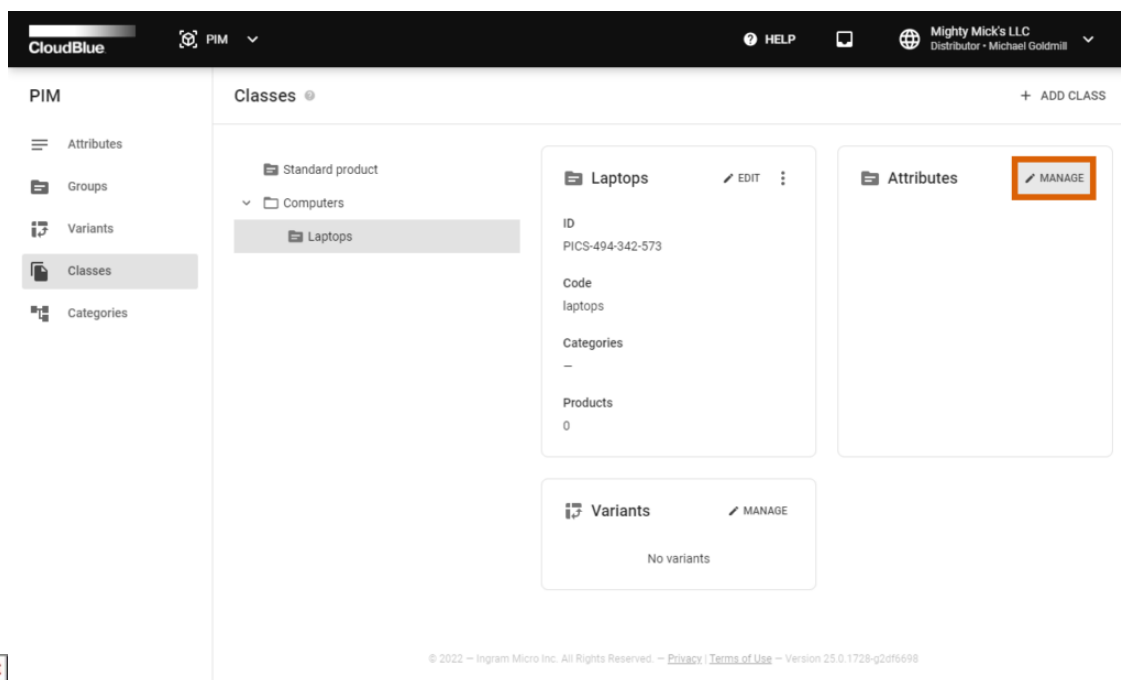 CloudBlue
PIM
HELP
Mighty Mick's LLC
Distributor • Michael Goldmill
PIM
Attributes
Groups
Variants
Classes
Categories
Classes
+ ADD CLASS
Standard product
Computers
Laptops
Laptops
EDIT
ID
PICS-494-342-573
Code
laptops
Categories
—
Products
0
Attributes
MANAGE
Variants
MANAGE
No variants
© 2022 — Ingram Micro Inc. All Rights Reserved. — Privacy | Terms of Use — Version 25.0.1728-g2df6698